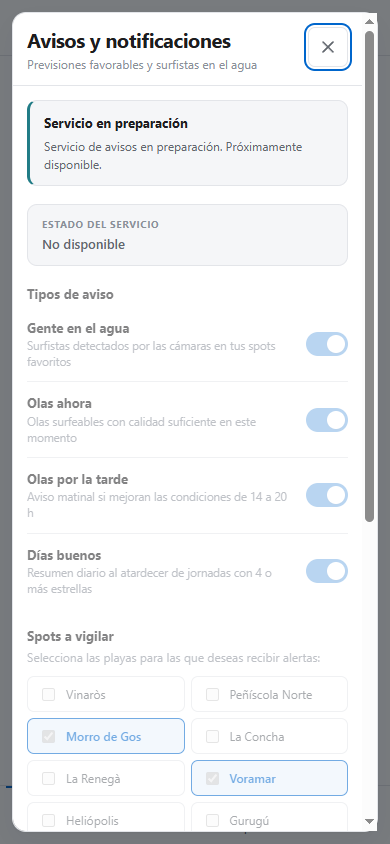 Avisos y notificaciones
Previsiones favorables y surfistas en el agua
Servicio en preparación
Servicio de avisos en preparación. Próximamente
disponible.
ESTADO DEL SERVICIO
No disponible
Tipos de aviso
Gente en el agua
Surfistas detectados por las cámaras en tus spots
favoritos
Olas ahora
Olas surfeables con calidad suficiente en este
momento
Olas por la tarde
Aviso matinal si mejoran las condiciones de 14 a 20
h
Días buenos
Resumen diario al atardecer de jornadas con 4 o
más estrellas
Spots a vigilar
Selecciona las playas para las que deseas recibir alertas:
Vinaròs
Peñíscola Norte
Morro de Gos
La Concha
La Renegà
Voramar
Heliópolis
Gurugú